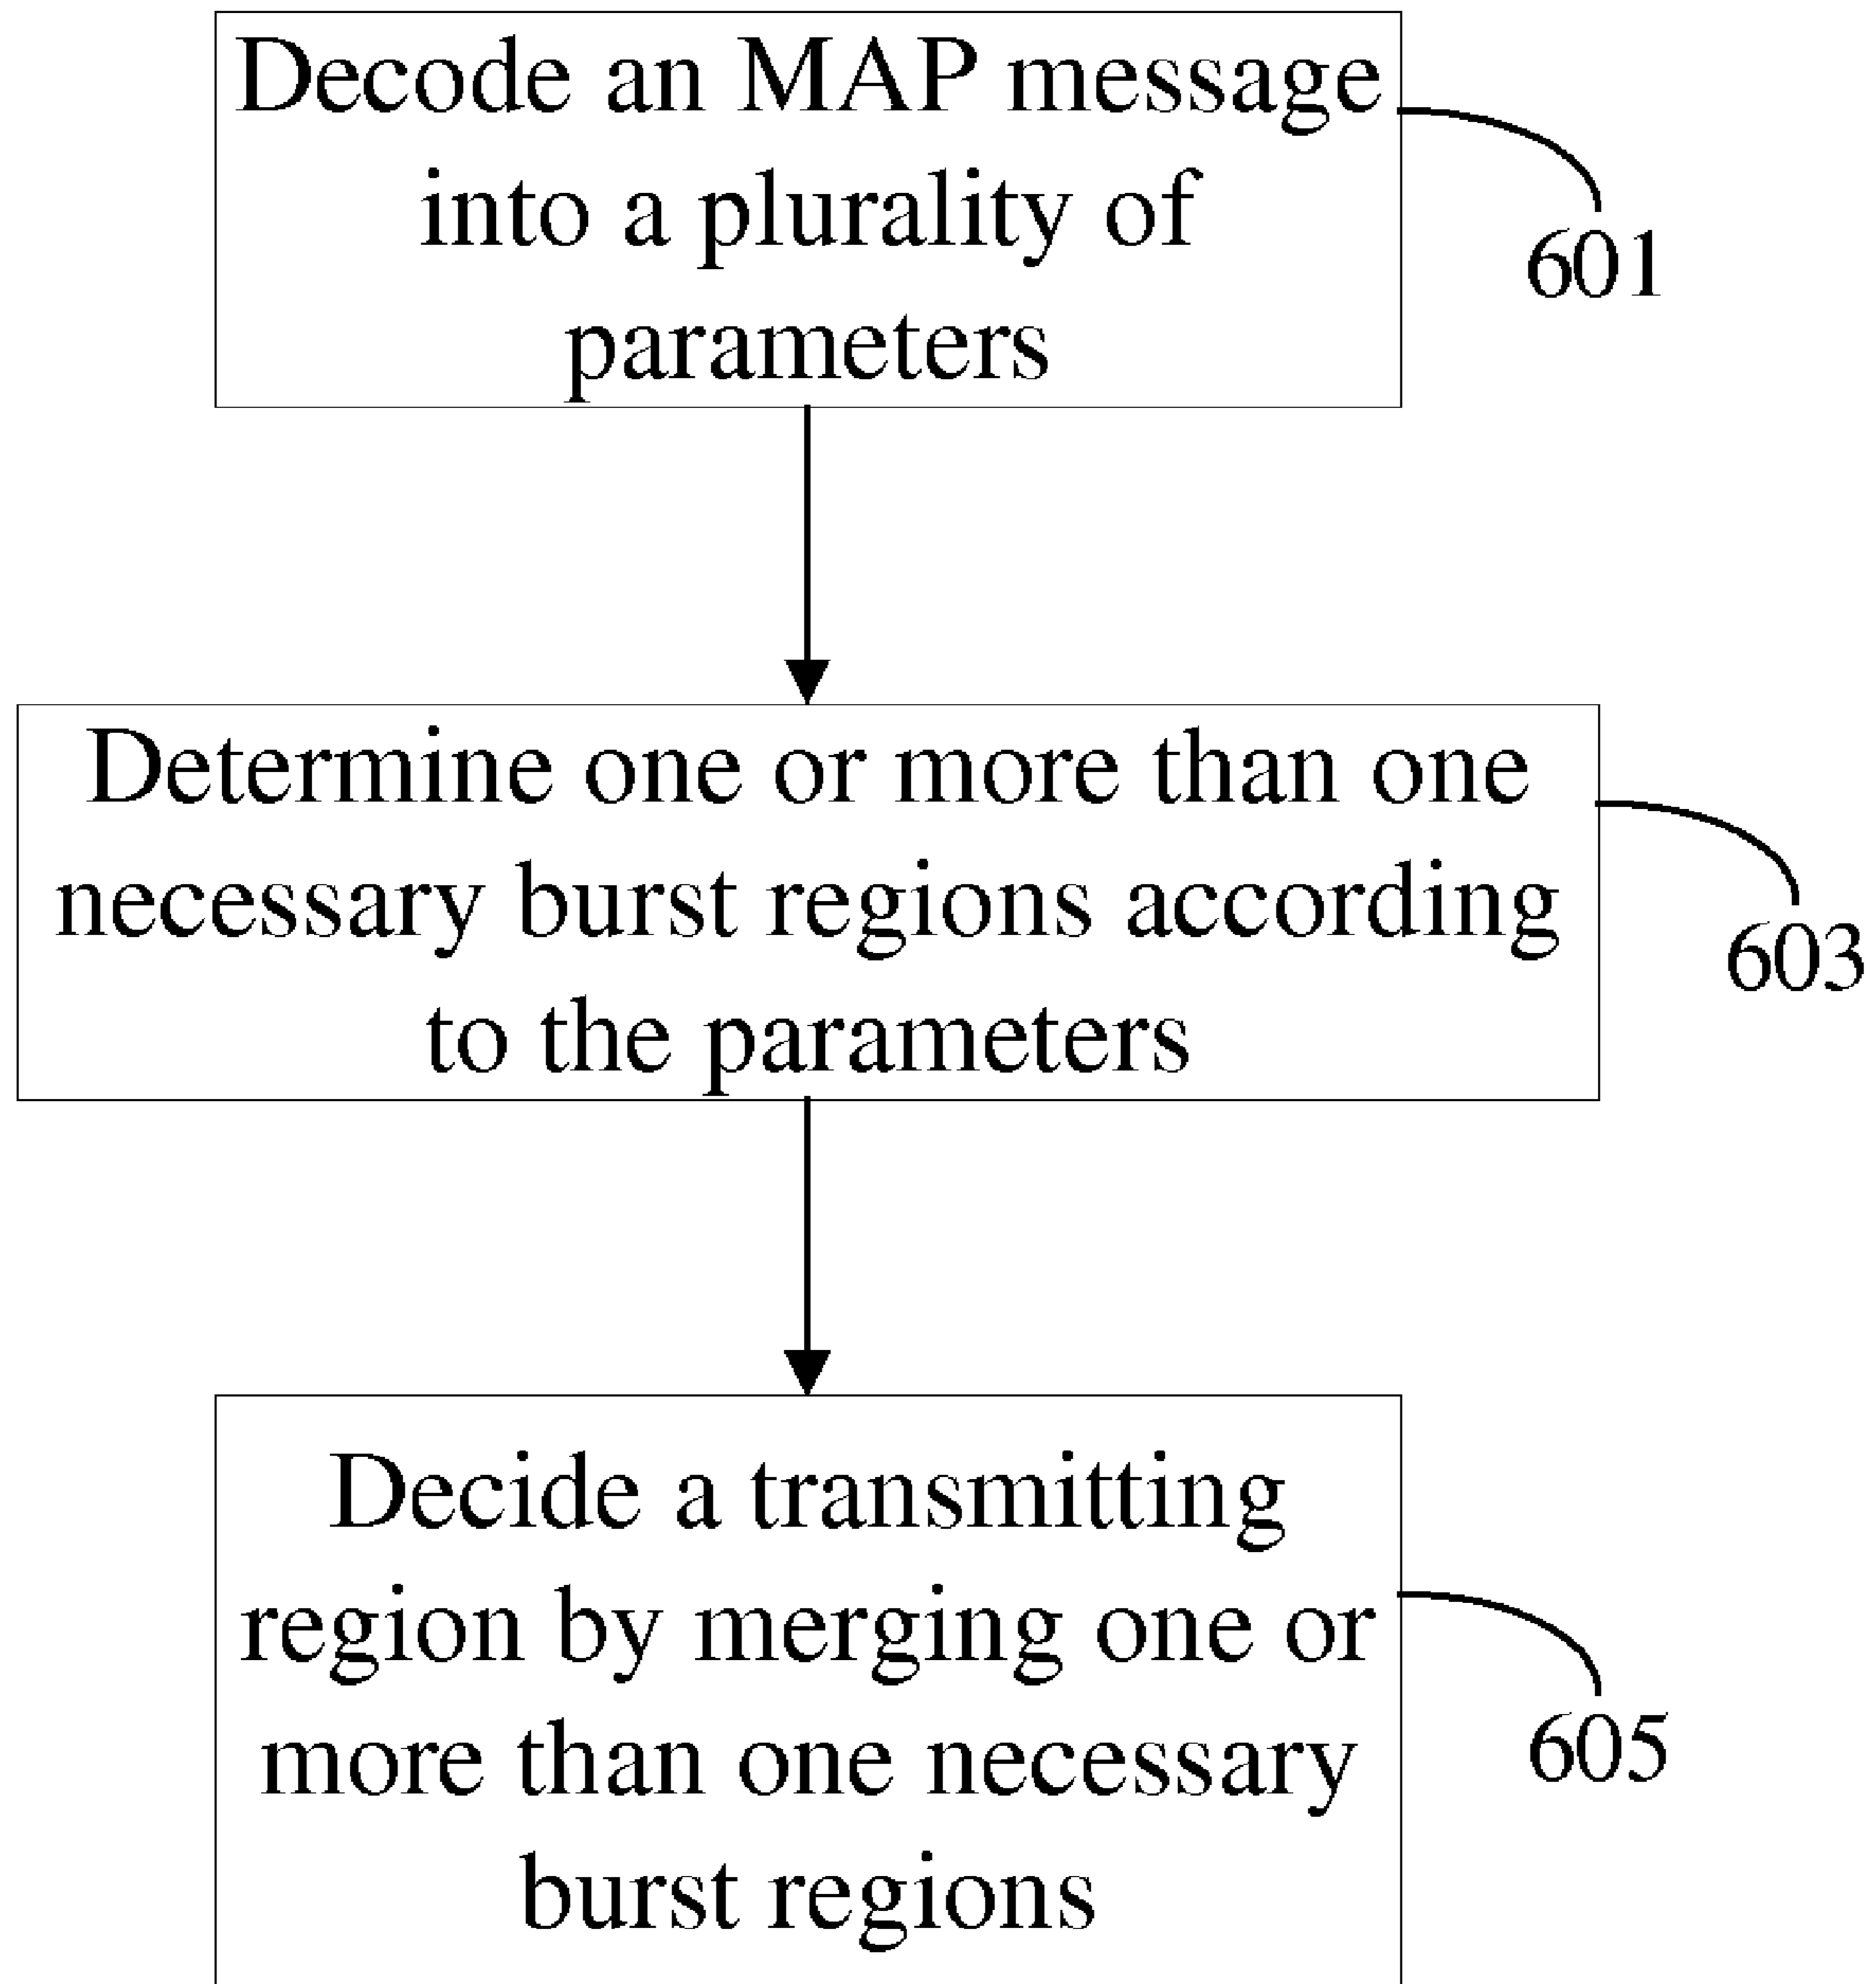 Decode an MAP message
into a plurality of
parameters
601
Determine one or more than one
necessary burst regions according
to the parameters
603
Decide a transmitting
region by merging one or
more than one necessary
burst regions
605